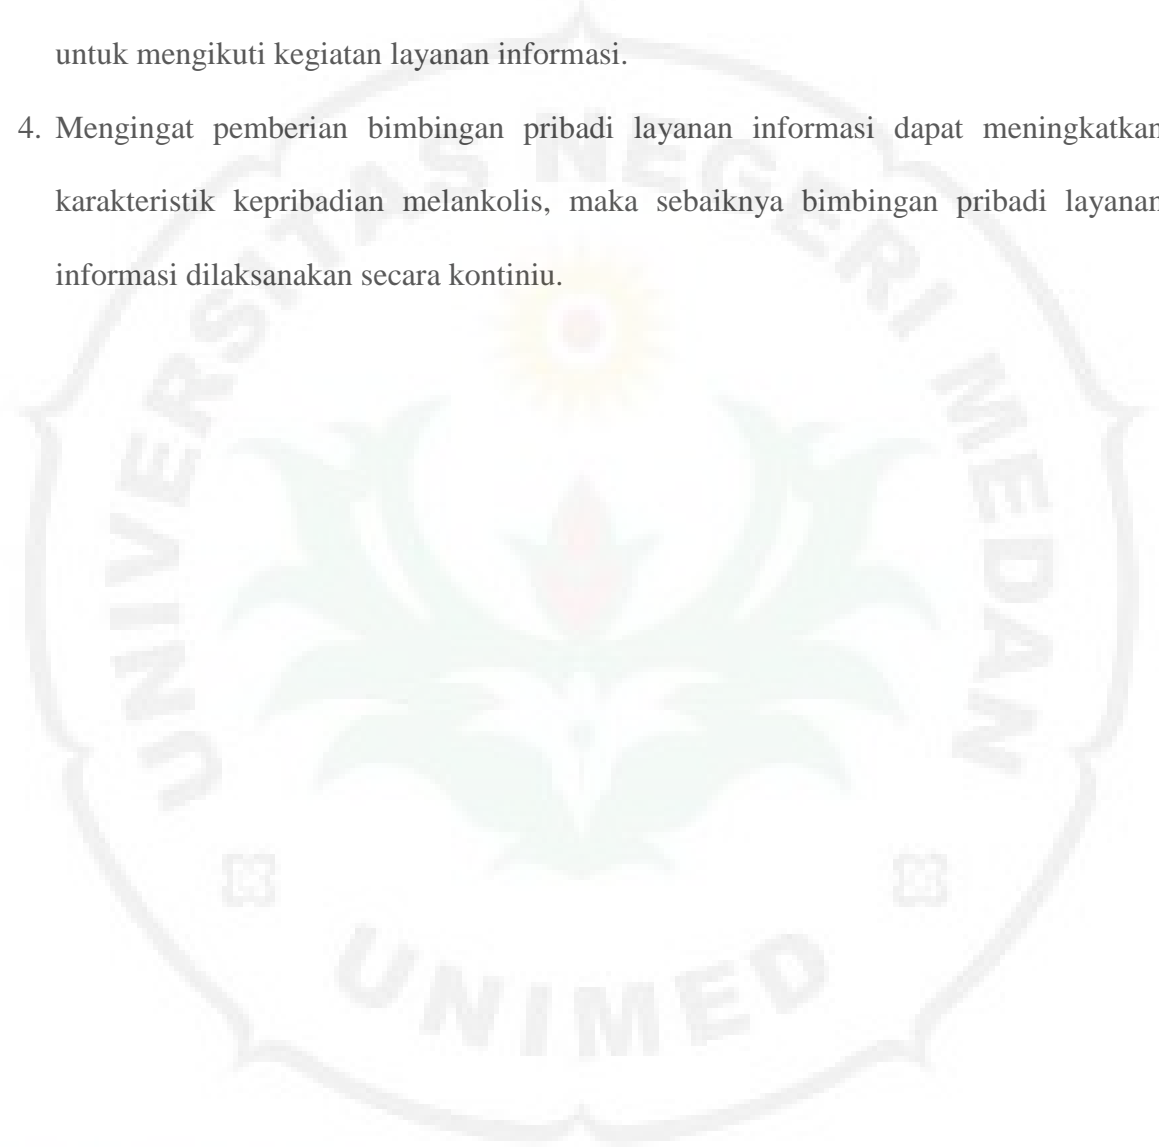 untuk mengikuti kegiatan layanan informasi.
4. Mengingat pemberian bimbingan pribadi layanan informasi dapat meningkatkan
karakteristik kepribadian melankolis, maka sebaiknya bimbingan pribadi layanan
informasi dilaksanakan secara kontiniu.
UNIVERSITAS NEGERI MEDAN
UNIMED